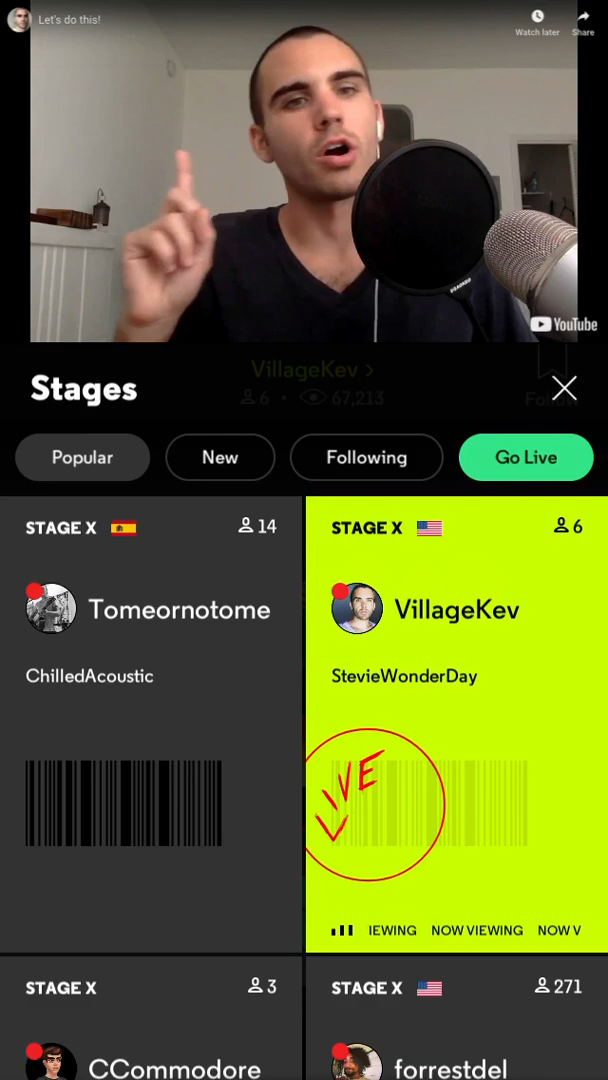 Let's do this!
Watch later
Share
YouTube
VillageKev >
6 • 67,213
Stages
Popular
New
Following
Go Live
STAGE X 14
Tomeornotome
ChilledAcoustic
STAGE X 6
VillageKev
StevieWonderDay
LIVE
IEWING NOW VIEWING NOW V
STAGE X 3
CCommodore
STAGE X 271
forrestdel